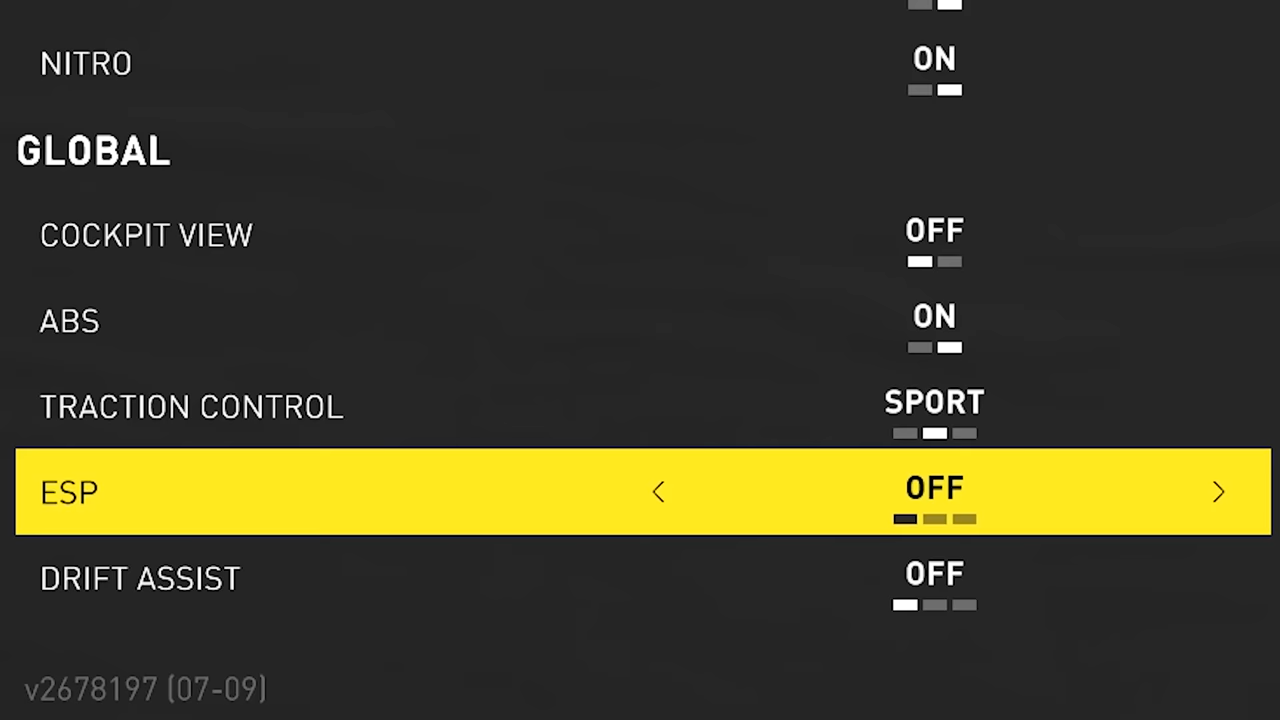 NITRO ON
GLOBAL
COCKPIT VIEW OFF
ABS ON
TRACTION CONTROL SPORT
ESP < OFF >
DRIFT ASSIST OFF
v2678197 (07-09)